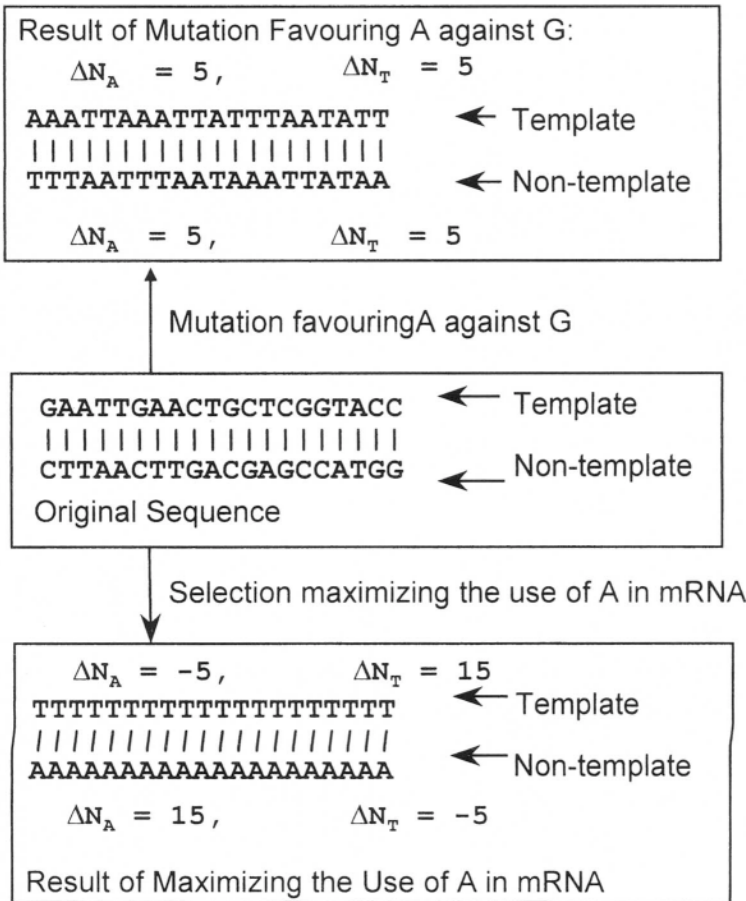 Result of Mutation Favouring A against G:
ΔN_A = 5, ΔN_T = 5
AAATTAAATTATTTAATATT Template
TTTAATTTAATAAATTATAA Non-template
ΔN_A = 5, ΔN_T = 5
Mutation favouringA against G
GAATTGAACTGCTCGGTACC Template
CTTAACTTGACGAGCCATGG Non-template
Original Sequence
Selection maximizing the use of A in mRNA
ΔN_A = -5, ΔN_T = 15
TTTTTTTTTTTTTTTTTTTT Template
AAAAAAAAAAAAAAAAAAAA Non-template
ΔN_A = 15, ΔN_T = -5
Result of Maximizing the Use of A in mRNA